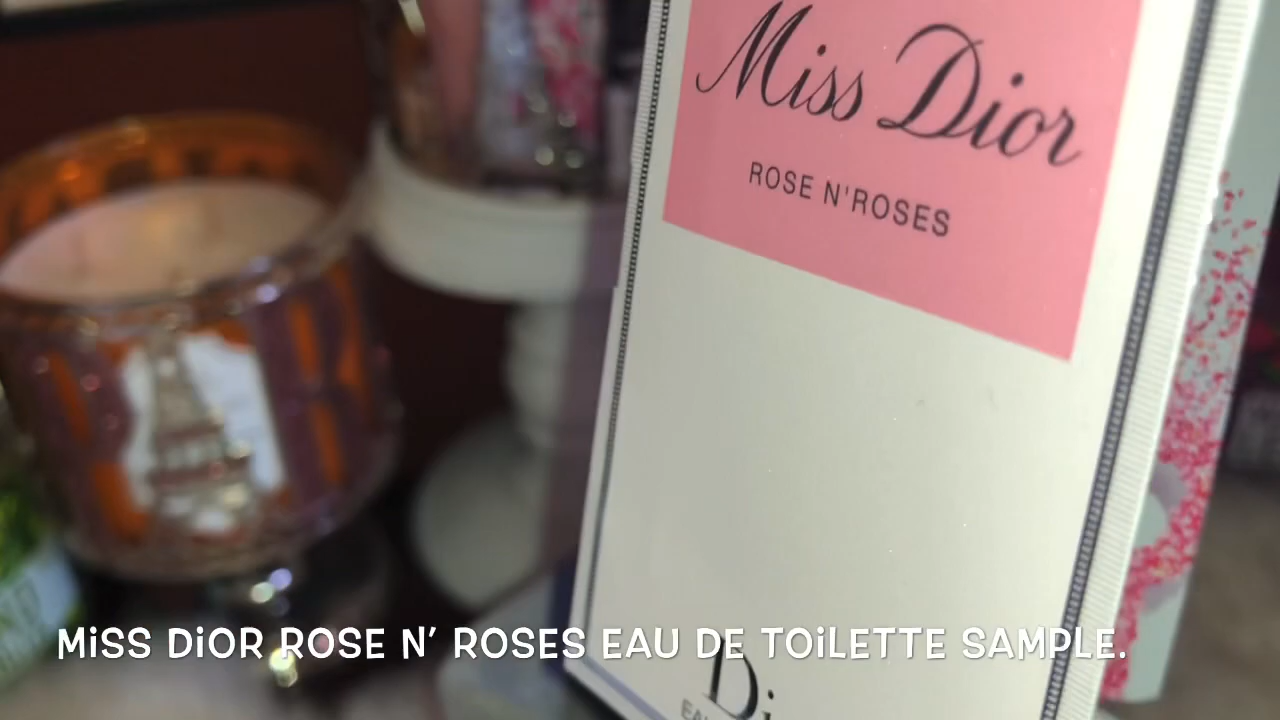 Miss Dior
ROSE N'ROSES
MiSS DiOR ROSE N' ROSES EAU DE TOiLETTE SAMPLE.